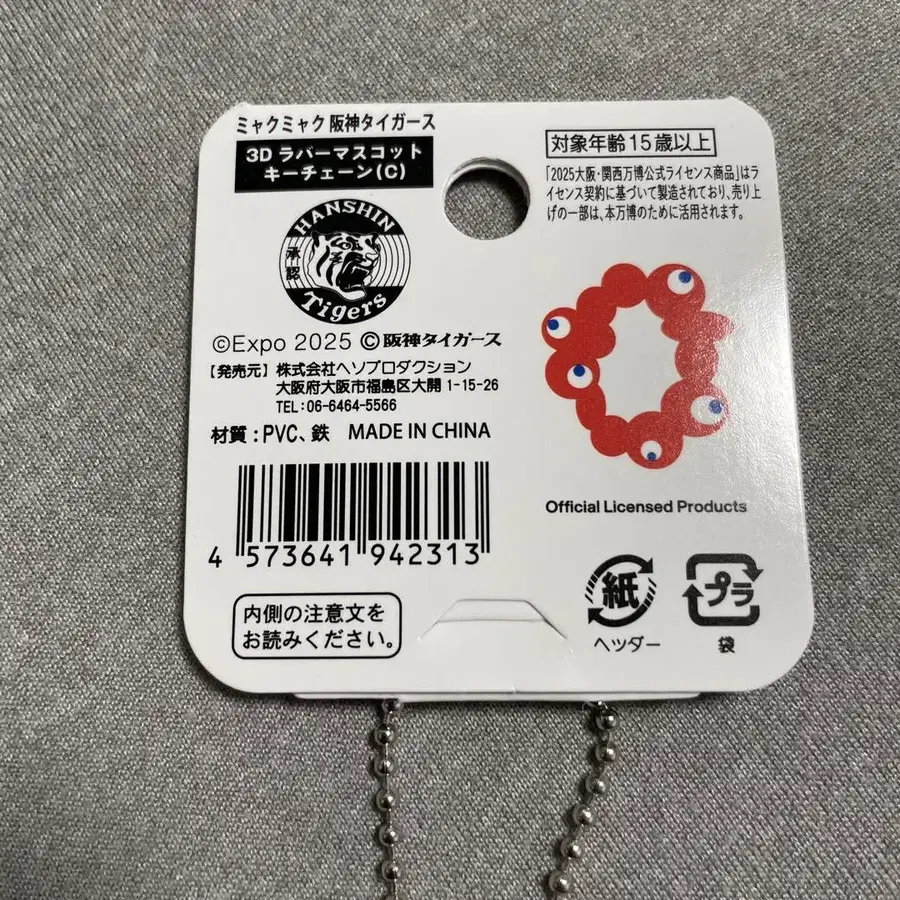 ミャクミャク 阪神タイガース
3D ラバーマスコット
キーチェーン(C)
HANSHIN
承認
Tigers
©Expo 2025 ©阪神タイガース
【発売元】株式会社ヘソプロダクション
大阪府大阪市福島区大開 1-15-26
TEL:06-6464-5566
材質:PVC、鉄 MADE IN CHINA
4 573641 942313
内側の注意文を
お読みください。
対象年齢 15歳以上
「2025大阪・関西万博公式ライセンス商品」はラ
イセンス契約に基づいて製造されており、売り上
げの一部は、本万博のために活用されます。
Official Licensed Products
紙
ヘッダー
プラ
袋